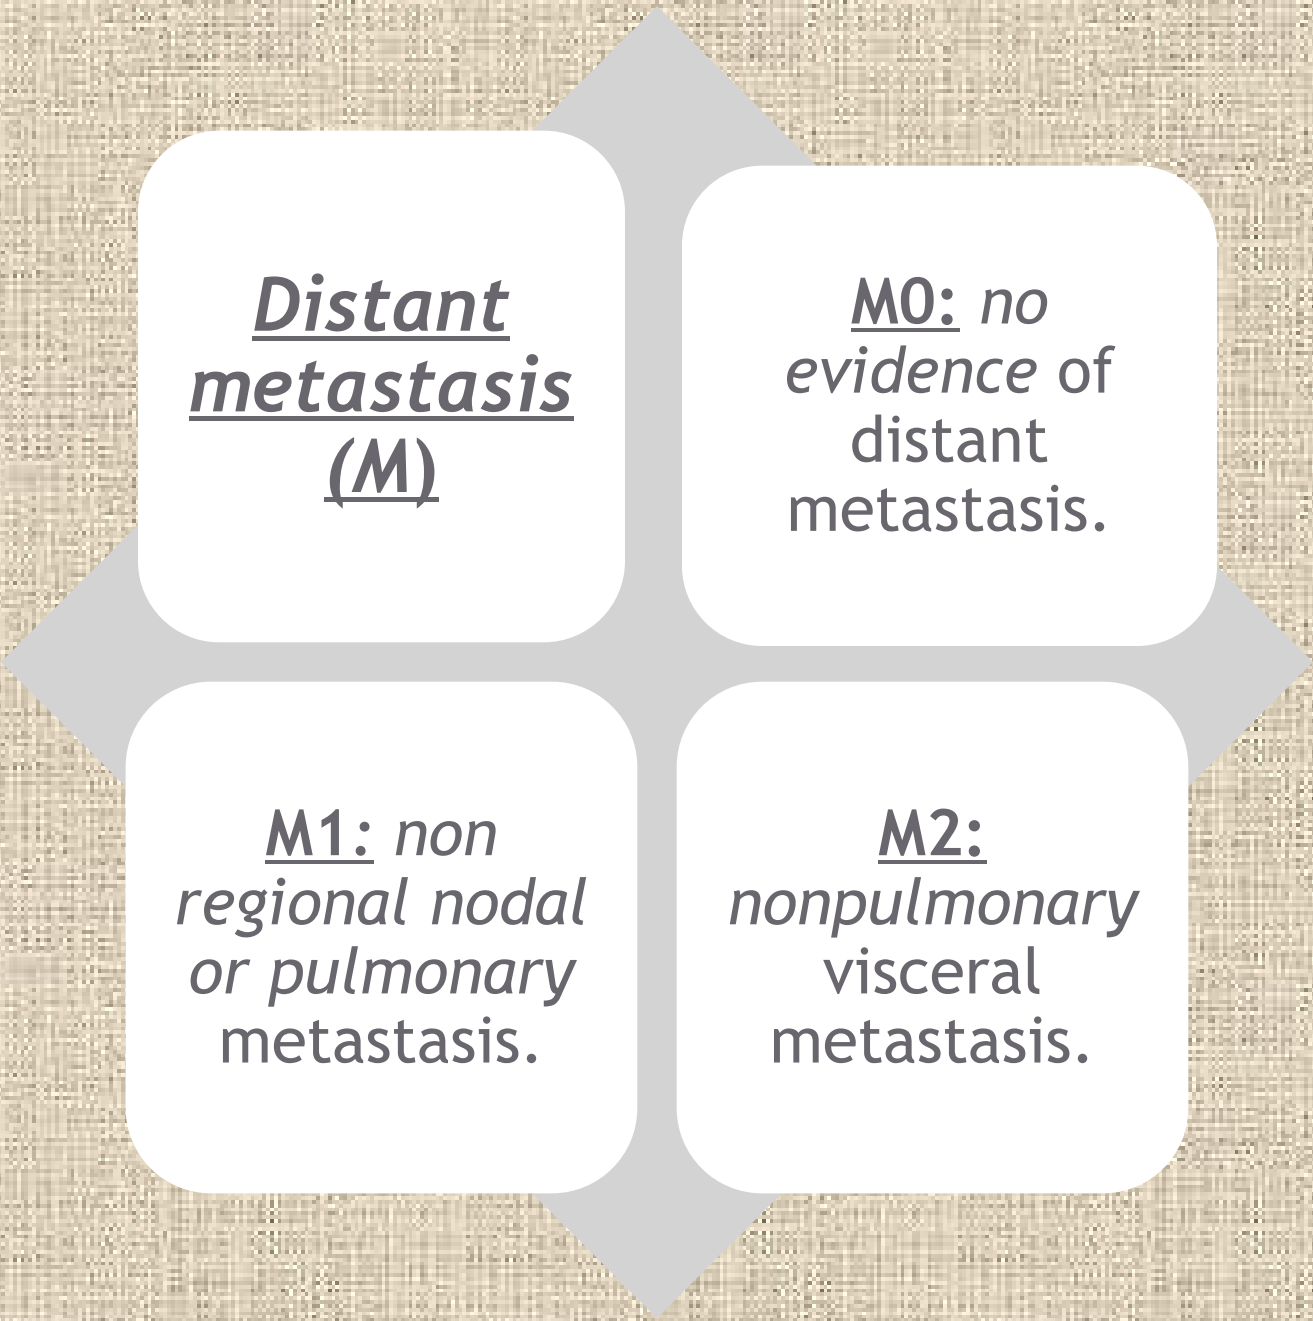 Distant
metastasis
(M)
M0: no
evidence of
distant
metastasis.
M1: non
regional nodal
or pulmonary
metastasis.
M2:
nonpulmonary
visceral
metastasis.